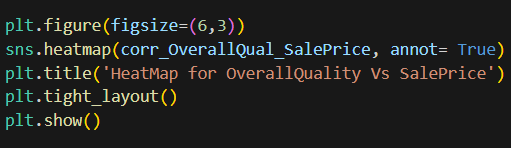 plt.figure(figsize=(6,3))
sns.heatmap(corr_OverallQual_SalePrice, annot= True)
plt.title('HeatMap for OverallQuality Vs SalePrice')
plt.tight_layout()
plt.show()